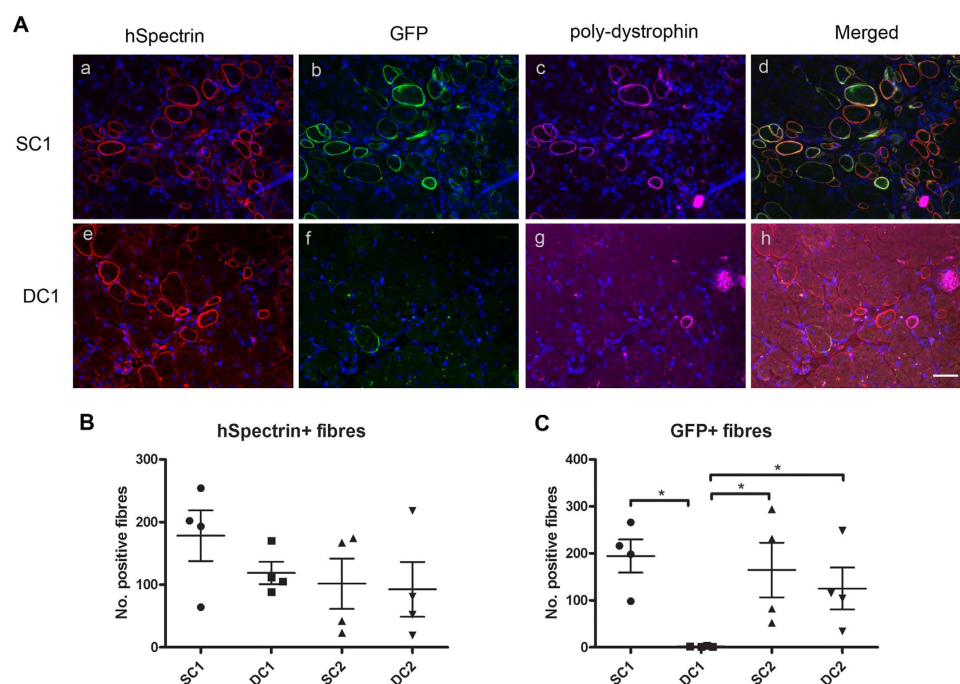 A
hSpectrin GFP poly-dystrophin Merged
SC1
a b c d
DC1
e f g h
B
hSpectrin+ fibres
No. positive fibres
300
200
100
0
SC1 DC1 SC2 DC2
C
GFP+ fibres
No. positive fibres
400
300
200
100
0
* * *
SC1 DC1 SC2 DC2